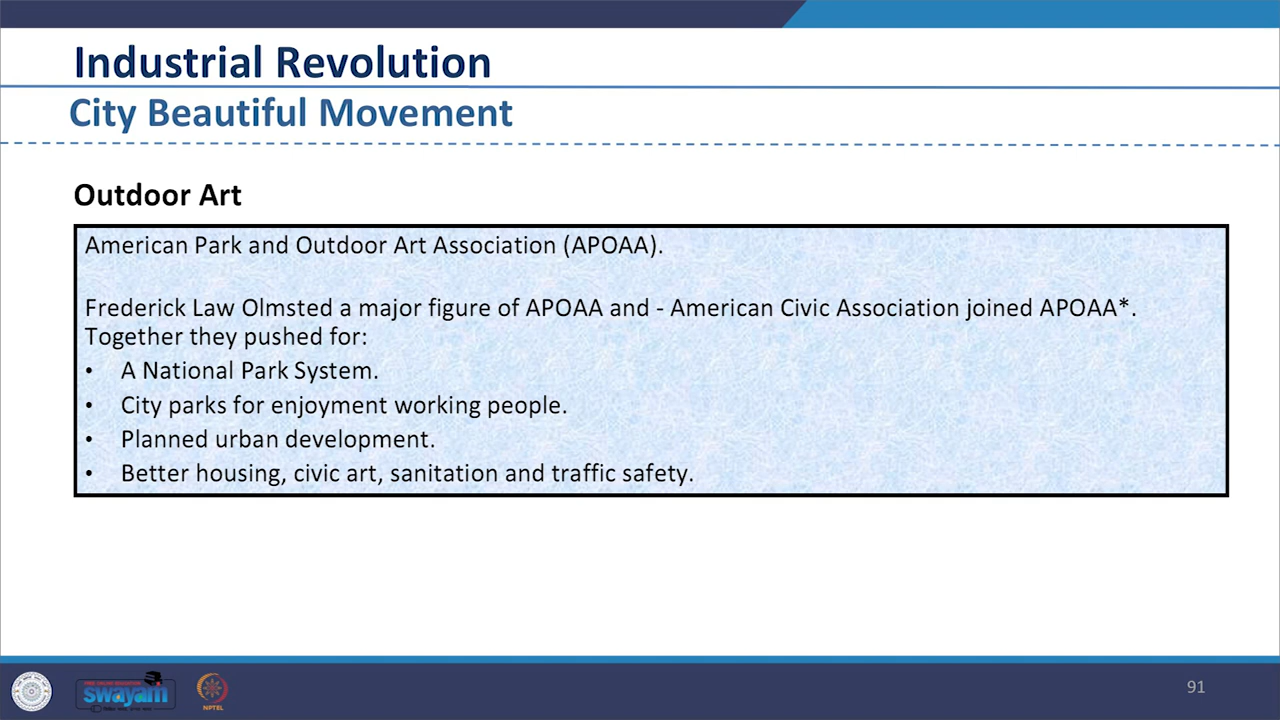 Industrial Revolution
City Beautiful Movement
Outdoor Art
American Park and Outdoor Art Association (APOAA).
Frederick Law Olmsted a major figure of APOAA and - American Civic Association joined APOAA*.
Together they pushed for:
• A National Park System.
• City parks for enjoyment working people.
• Planned urban development.
• Better housing, civic art, sanitation and traffic safety.
swayam
NPTEL
91